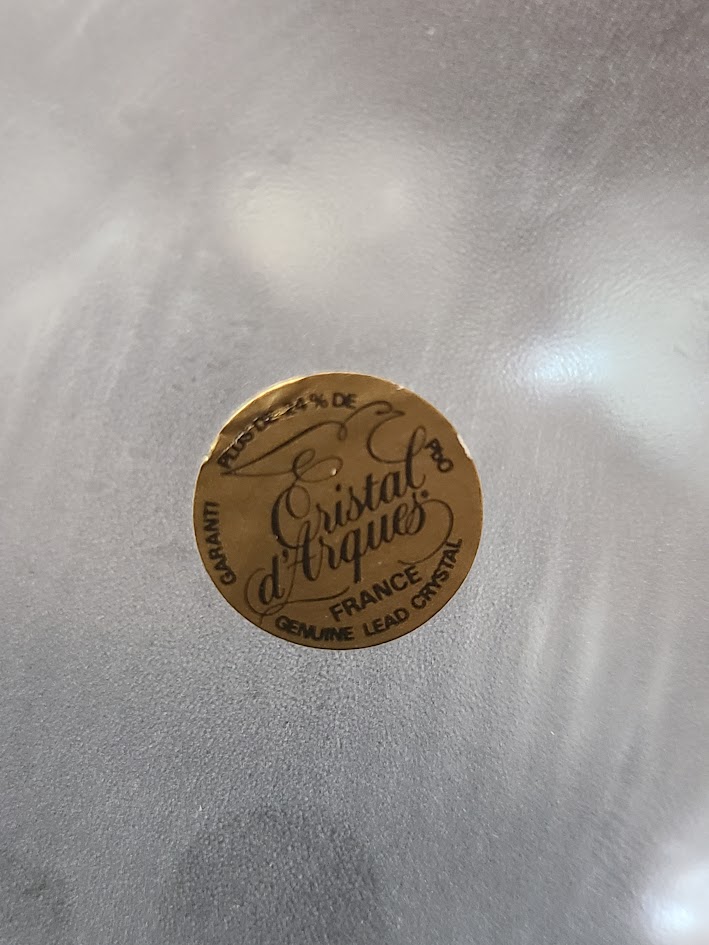 GARANTI PLUS DE 24% DE PbO
Cristal
d'Arques®
FRANCE
GENUINE LEAD CRYSTAL